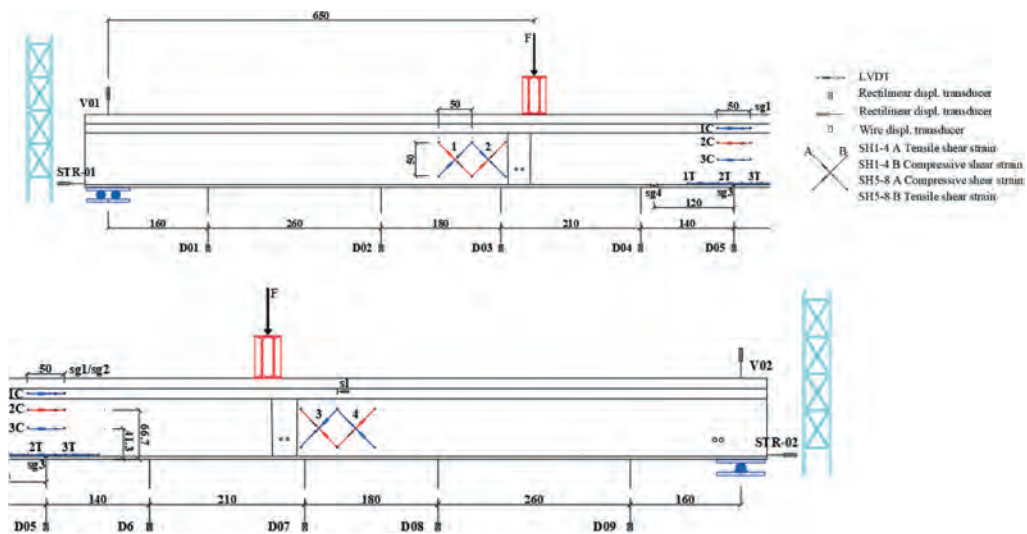 650
F
V01
50
50
sg1
1C
2C
3C
1 2
50
STR-01
1T 2T 3T
sg4 sg3
120
160 260 180 210 140
D01 D02 D03 D04 D05
LVDT
Rectilinear displ. transducer
Rectilinear displ. transducer
Wire displ. transducer
A B
SH1-4 A Tensile shear strain
SH1-4 B Compressive shear strain
SH5-8 A Compressive shear strain
SH5-8 B Tensile shear strain
F
50 sg1/sg2
V02
s1
1C
2C
3C
66.7
41.3
3 4
2T 3T
sg3
STR-02
140 210 180 260 160
D05 D6 D07 D08 D09